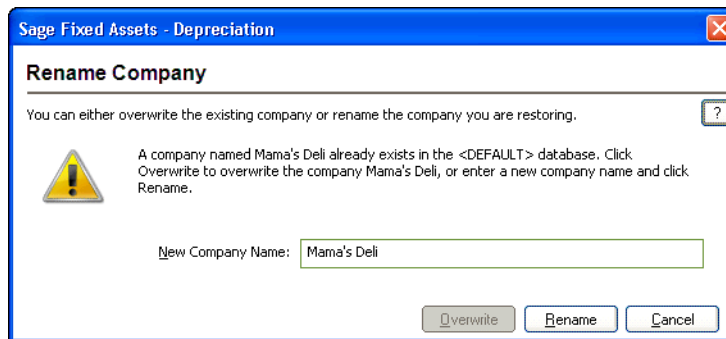 Sage Fixed Assets - Depreciation
Rename Company
You can either overwrite the existing company or rename the company you are restoring.
?
A company named Mama's Deli already exists in the <DEFAULT> database. Click
Overwrite to overwrite the company Mama's Deli, or enter a new company name and click
Rename.
New Company Name: Mama's Deli
Overwrite Rename Cancel